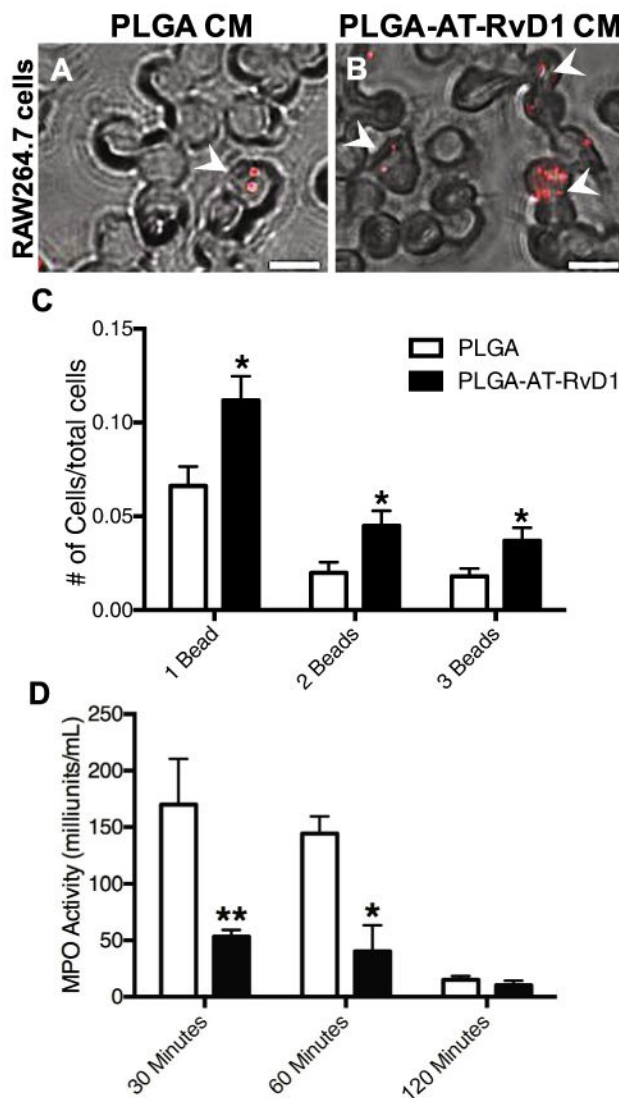 PLGA CM
PLGA-AT-RvD1 CM
RAW264.7 cells
A
B
C
# of Cells/total cells
0.15
0.10
0.05
0.00
PLGA
PLGA-AT-RvD1
*
*
*
1 Bead
2 Beads
3 Beads
D
MPO Activity (milliunits/mL)
250
200
150
100
50
0
**
*
30 Minutes
60 Minutes
120 Minutes